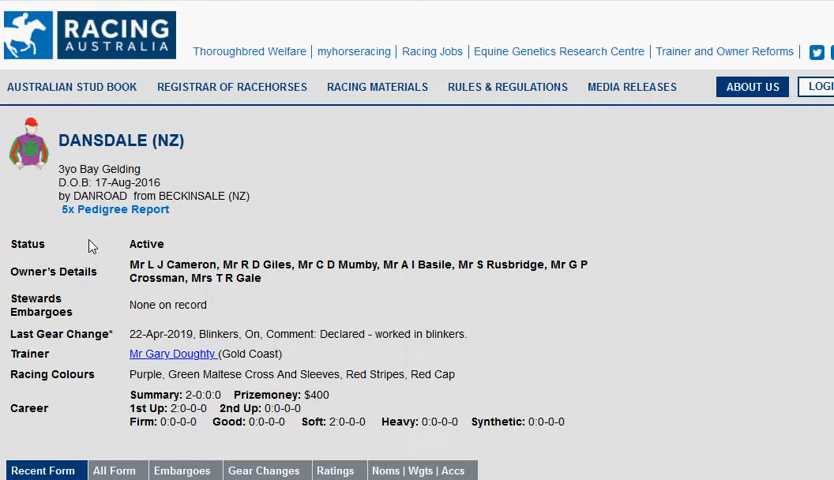 RACING
AUSTRALIA
Thoroughbred Welfare | myhorseracing | Racing Jobs | Equine Genetics Research Centre | Trainer and Owner Reforms |
AUSTRALIAN STUD BOOK REGISTRAR OF RACEHORSES RACING MATERIALS RULES & REGULATIONS MEDIA RELEASES ABOUT US LOGI
DANSDALE (NZ)
3yo Bay Gelding
D.O.B: 17-Aug-2016
by DANROAD from BECKINSALE (NZ)
5x Pedigree Report
Status Active
Owner's Details Mr L J Cameron, Mr R D Giles, Mr C D Mumby, Mr A I Basile, Mr S Rusbridge, Mr G P
Crossman, Mrs T R Gale
Stewards
Embargoes None on record
Last Gear Change* 22-Apr-2019, Blinkers, On, Comment: Declared - worked in blinkers.
Trainer Mr Gary Doughty (Gold Coast)
Racing Colours Purple, Green Maltese Cross And Sleeves, Red Stripes, Red Cap
Career Summary: 2-0:0:0 Prizemoney: $400
1st Up: 2:0-0-0 2nd Up: 0:0-0-0
Firm: 0:0-0-0 Good: 0:0-0-0 Soft: 2:0-0-0 Heavy: 0:0-0-0 Synthetic: 0:0-0-0
Recent Form All Form Embargoes Gear Changes Ratings Noms | Wgts | Accs